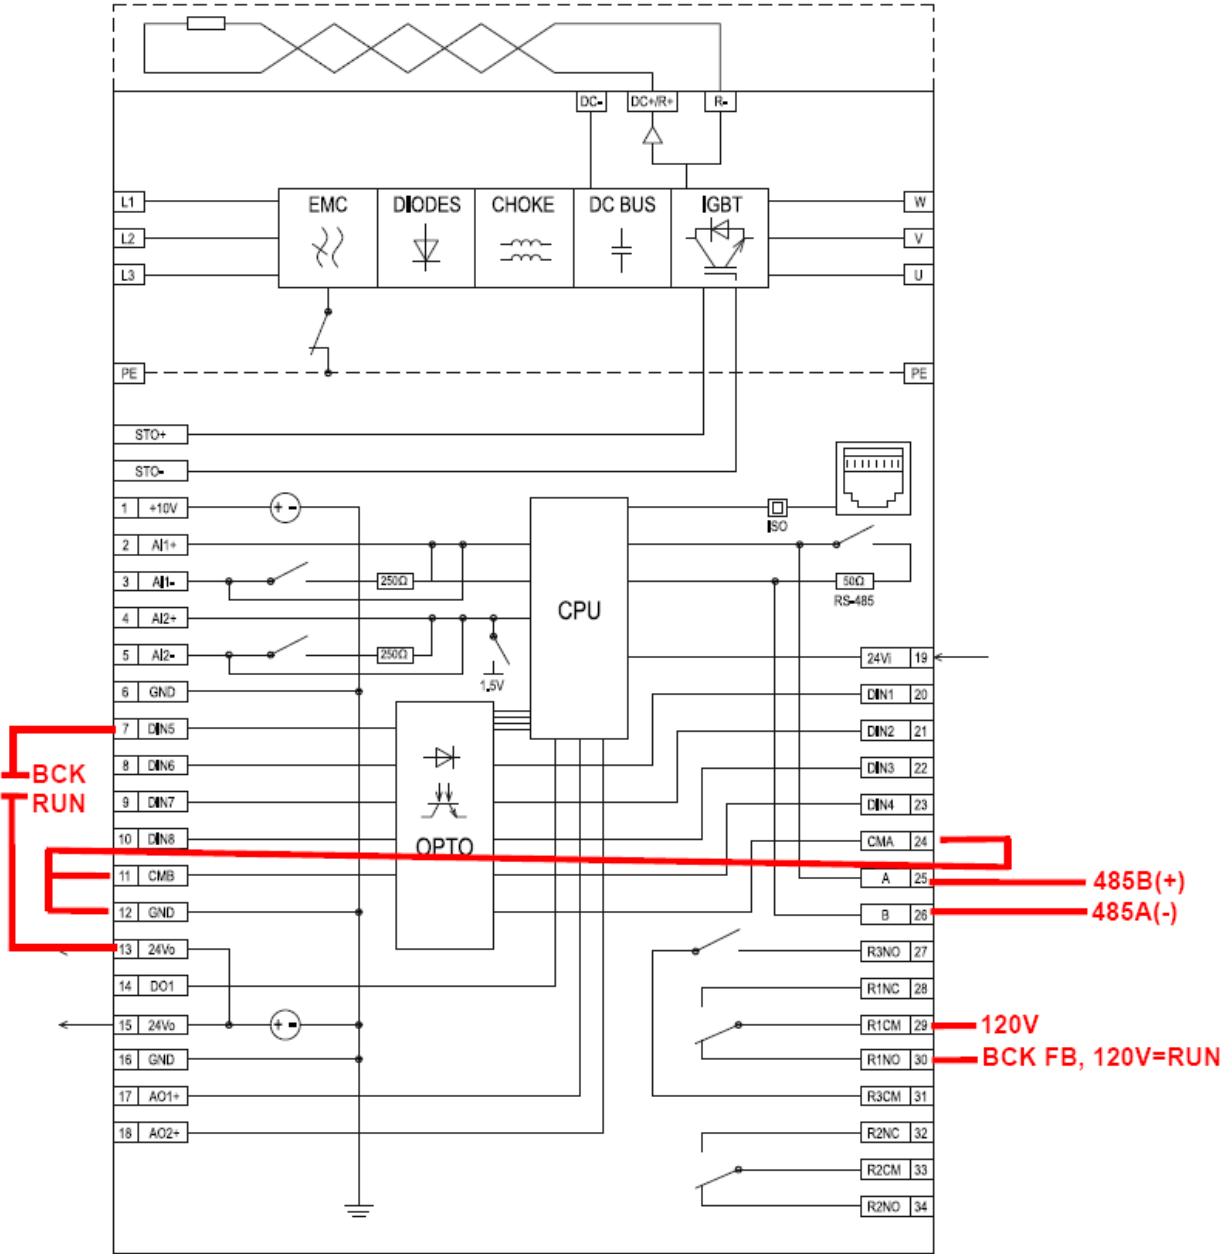 DC- DC+/R+ R-
L1 EMC DIODES CHOKE DC BUS IGBT W
L2 V
L3 U
PE PE
STO+
STO-
1 +10V
ISO
2 AI1+
3 AI1- 250Ω 50Ω
RS-485
CPU
4 AI2+
5 AI2- 250Ω 24Vi 19
1,5V
6 GND DIN1 20
7 DIN5 DIN2 21
BCK
8 DIN6 DIN3 22
RUN
9 DIN7 DIN4 23
10 DIN8 OPTO CMA 24
11 CMB A 25 485B(+)
12 GND B 26 485A(-)
13 24Vo R3NO 27
14 DO1 R1NC 28
15 24Vo R1CM 29 120V
16 GND R1NO 30 BCK FB, 120V=RUN
17 AO1+ R3CM 31
18 AO2+ R2NC 32
R2CM 33
R2NO 34